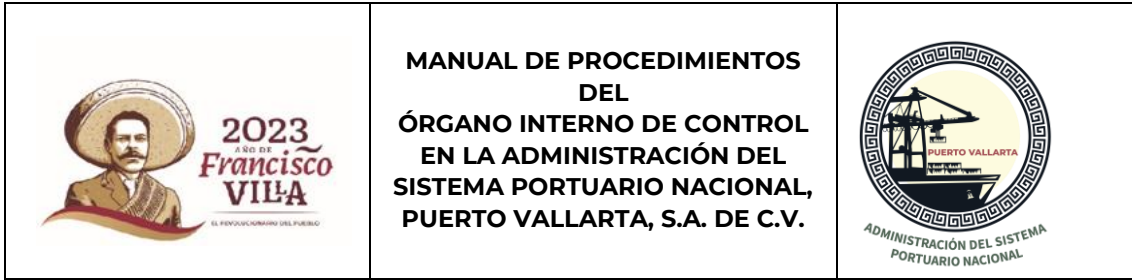 2023
AÑO DE
Francisco
VILLA
EL REVOLUCIONARIO DEL PUEBLO
MANUAL DE PROCEDIMIENTOS
DEL
ÓRGANO INTERNO DE CONTROL
EN LA ADMINISTRACIÓN DEL
SISTEMA PORTUARIO NACIONAL,
PUERTO VALLARTA, S.A. DE C.V.
PUERTO VALLARTA
ADMINISTRACIÓN DEL SISTEMA
PORTUARIO NACIONAL